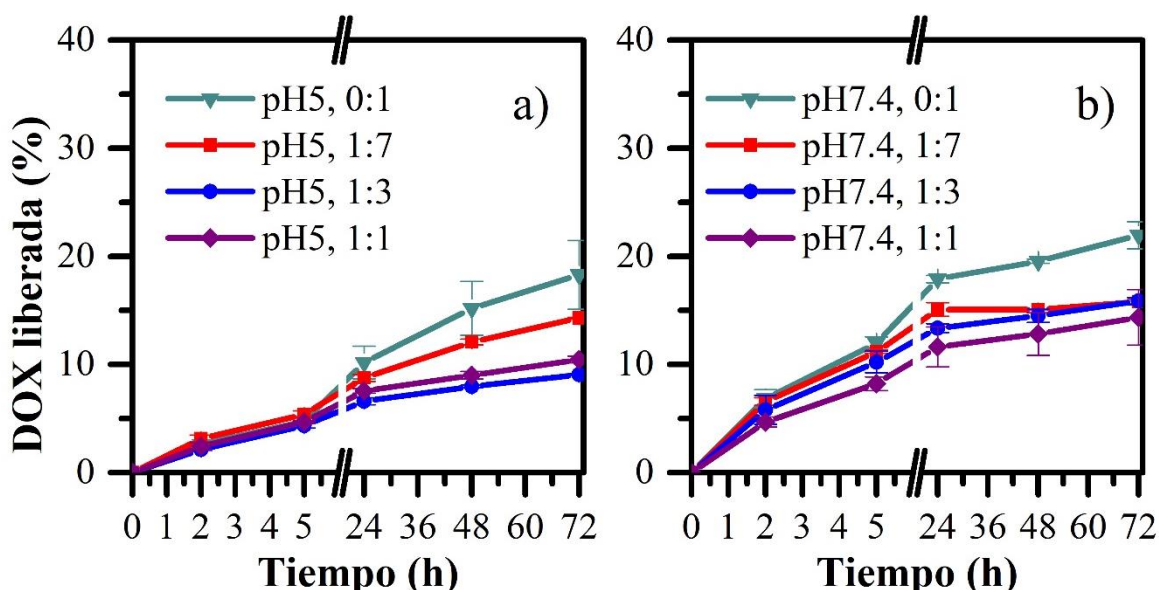 DOX liberada (%)
40
30
20
10
0
pH5, 0:1
pH5, 1:7
pH5, 1:3
pH5, 1:1
a)
0 1 2 3 4 5 24 36 48 60 72
Tiempo (h)
40
30
20
10
0
pH7.4, 0:1
pH7.4, 1:7
pH7.4, 1:3
pH7.4, 1:1
b)
0 1 2 3 4 5 24 36 48 60 72
Tiempo (h)